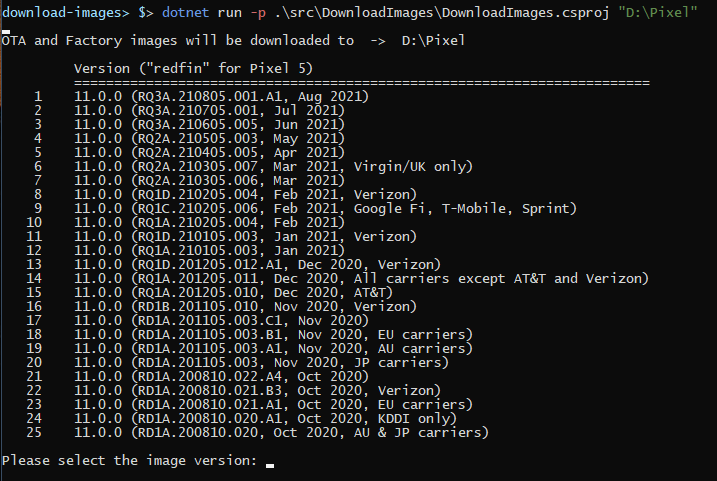 download-images> $> dotnet run -p .\src\DownloadImages\DownloadImages.csproj "D:\Pixel"
OTA and Factory images will be downloaded to -> D:\Pixel
Version ("redfin" for Pixel 5)
========================================================================
1 11.0.0 (RQ3A.210805.001.A1, Aug 2021)
2 11.0.0 (RQ3A.210705.001, Jul 2021)
3 11.0.0 (RQ3A.210605.005, Jun 2021)
4 11.0.0 (RQ2A.210505.003, May 2021)
5 11.0.0 (RQ2A.210405.005, Apr 2021)
6 11.0.0 (RQ2A.210305.007, Mar 2021, Virgin/UK only)
7 11.0.0 (RQ2A.210305.006, Mar 2021)
8 11.0.0 (RQ1D.210205.004, Feb 2021, Verizon)
9 11.0.0 (RQ1C.210205.006, Feb 2021, Google Fi, T-Mobile, Sprint)
10 11.0.0 (RQ1A.210205.004, Feb 2021)
11 11.0.0 (RQ1D.210105.003, Jan 2021, Verizon)
12 11.0.0 (RQ1A.210105.003, Jan 2021)
13 11.0.0 (RQ1D.201205.012.A1, Dec 2020, Verizon)
14 11.0.0 (RQ1A.201205.011, Dec 2020, All carriers except AT&T and Verizon)
15 11.0.0 (RQ1A.201205.010, Dec 2020, AT&T)
16 11.0.0 (RD1B.201105.010, Nov 2020, Verizon)
17 11.0.0 (RD1A.201105.003.C1, Nov 2020)
18 11.0.0 (RD1A.201105.003.B1, Nov 2020, EU carriers)
19 11.0.0 (RD1A.201105.003.A1, Nov 2020, AU carriers)
20 11.0.0 (RD1A.201105.003, Nov 2020, JP carriers)
21 11.0.0 (RD1A.200810.022.A4, Oct 2020)
22 11.0.0 (RD1A.200810.021.B3, Oct 2020, Verizon)
23 11.0.0 (RD1A.200810.021.A1, Oct 2020, EU carriers)
24 11.0.0 (RD1A.200810.020.A1, Oct 2020, KDDI only)
25 11.0.0 (RD1A.200810.020, Oct 2020, AU & JP carriers)
Please select the image version: